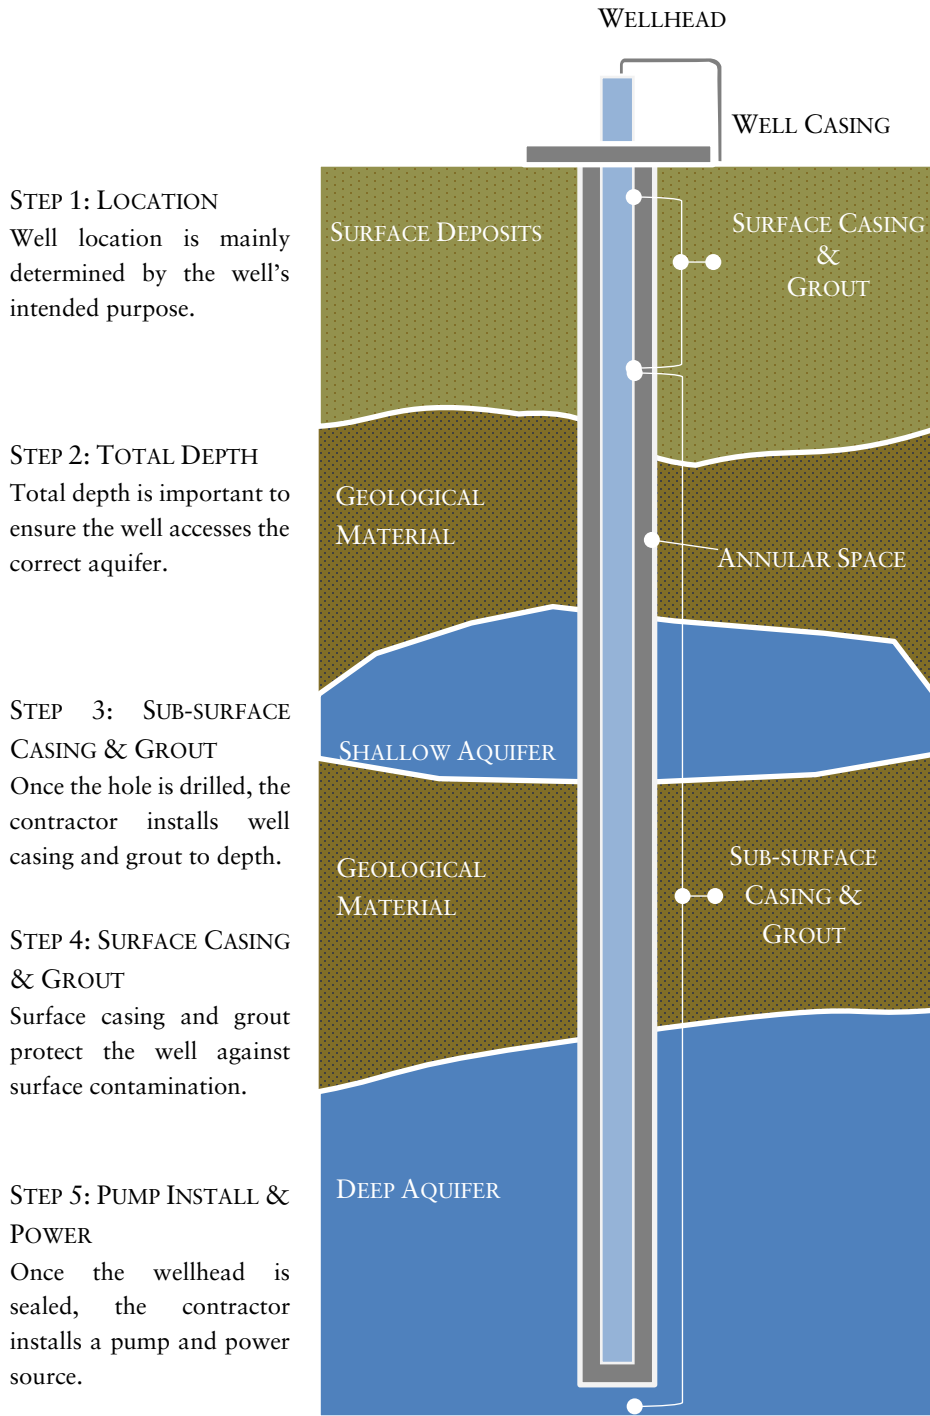 WELLHEAD
WELL CASING
STEP 1: LOCATION
Well location is mainly
determined by the well's
intended purpose.
SURFACE DEPOSITS
SURFACE CASING
&
GROUT
STEP 2: TOTAL DEPTH
Total depth is important to
ensure the well accesses the
correct aquifer.
GEOLOGICAL
MATERIAL
ANNULAR SPACE
STEP 3: SUB-SURFACE
CASING & GROUT
Once the hole is drilled, the
contractor installs well
casing and grout to depth.
SHALLOW AQUIFER
GEOLOGICAL
MATERIAL
SUB-SURFACE
CASING &
GROUT
STEP 4: SURFACE CASING
& GROUT
Surface casing and grout
protect the well against
surface contamination.
STEP 5: PUMP INSTALL &
POWER
Once the wellhead is
sealed, the contractor
installs a pump and power
source.
DEEP AQUIFER